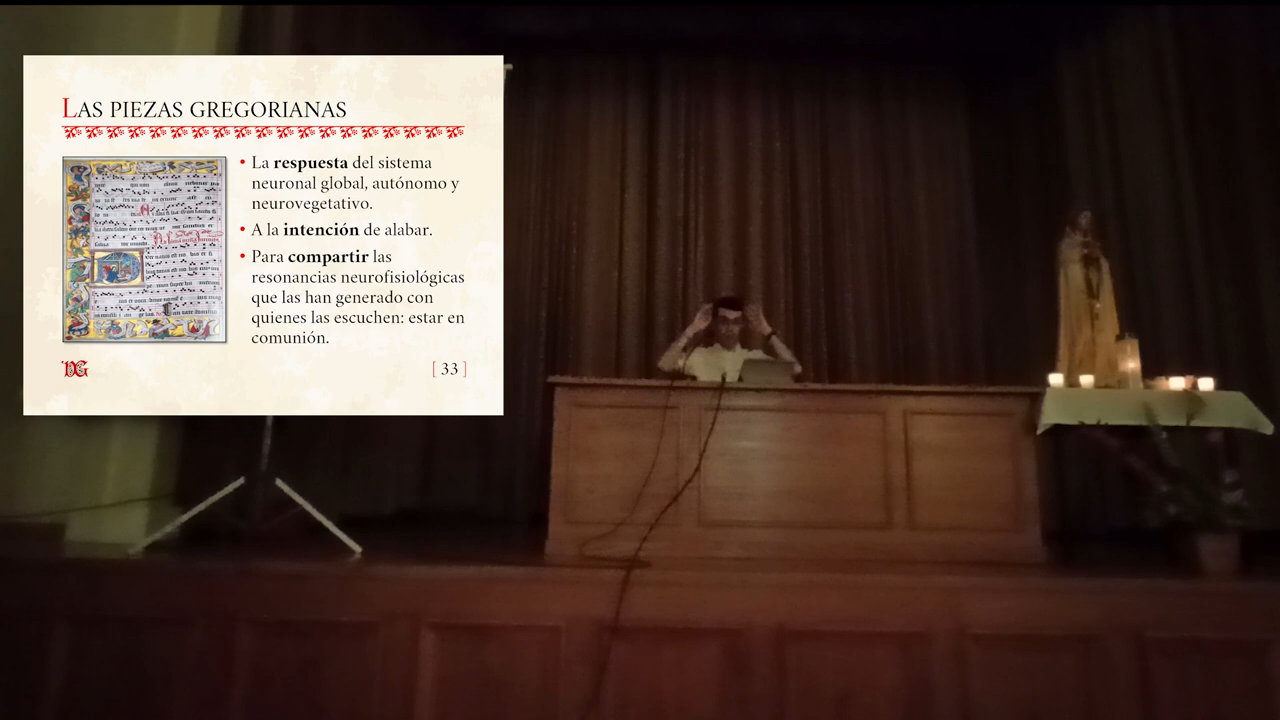 LAS PIEZAS GREGORIANAS
• La respuesta del sistema
neuronal global, autónomo y
neurovegetativo.
• A la intención de alabar.
• Para compartir las
resonancias neurofisiológicas
que las han generado con
quienes las escuchen: estar en
comunión.
DG
[ 33 ]